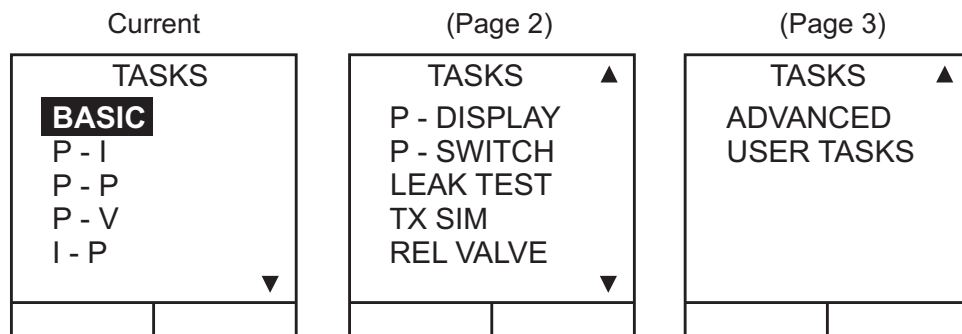 Current
TASKS
BASIC
P - I
P - P
P - V
I - P
▼
(Page 2)
TASKS ▲
P - DISPLAY
P - SWITCH
LEAK TEST
TX SIM
REL VALVE
▼
(Page 3)
TASKS ▲
ADVANCED
USER TASKS